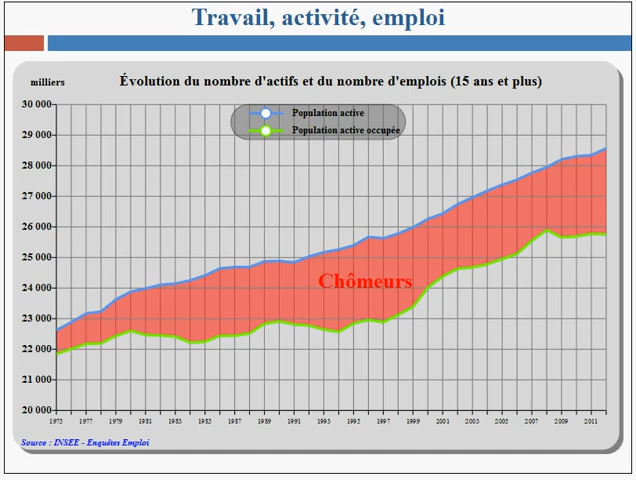 Travail, activité, emploi
milliers
Évolution du nombre d'actifs et du nombre d'emplois (15 ans et plus)
Population active
Population active occupée
30 000
29 000
28 000
27 000
26 000
25 000
24 000
23 000
22 000
21 000
20 000
Chômeurs
1975 1977 1979 1981 1983 1985 1987 1989 1991 1993 1995 1997 1999 2001 2003 2005 2007 2009 2011
Source : INSEE - Enquêtes Emploi